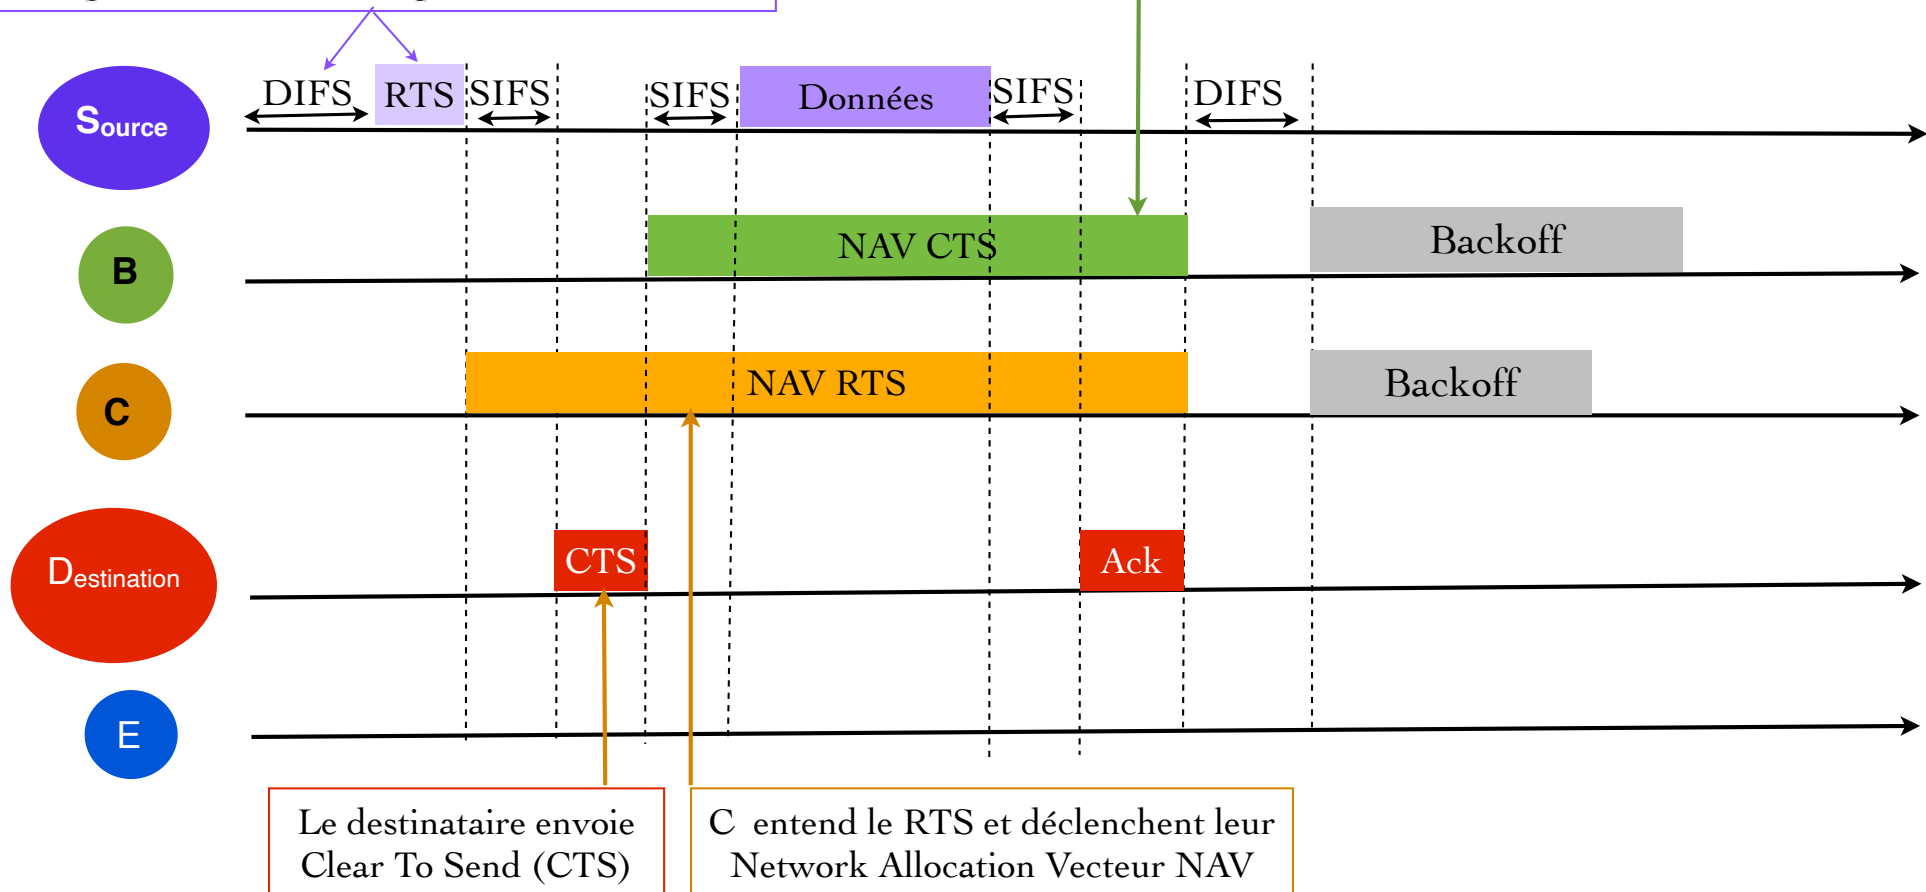 DIFS RTS SIFS SIFS Données SIFS DIFS
Source
B NAV CTS Backoff
C NAV RTS Backoff
Destination CTS Ack
E
Le destinataire envoie
Clear To Send (CTS)
C entend le RTS et déclenchent leur
Network Allocation Vecteur NAV